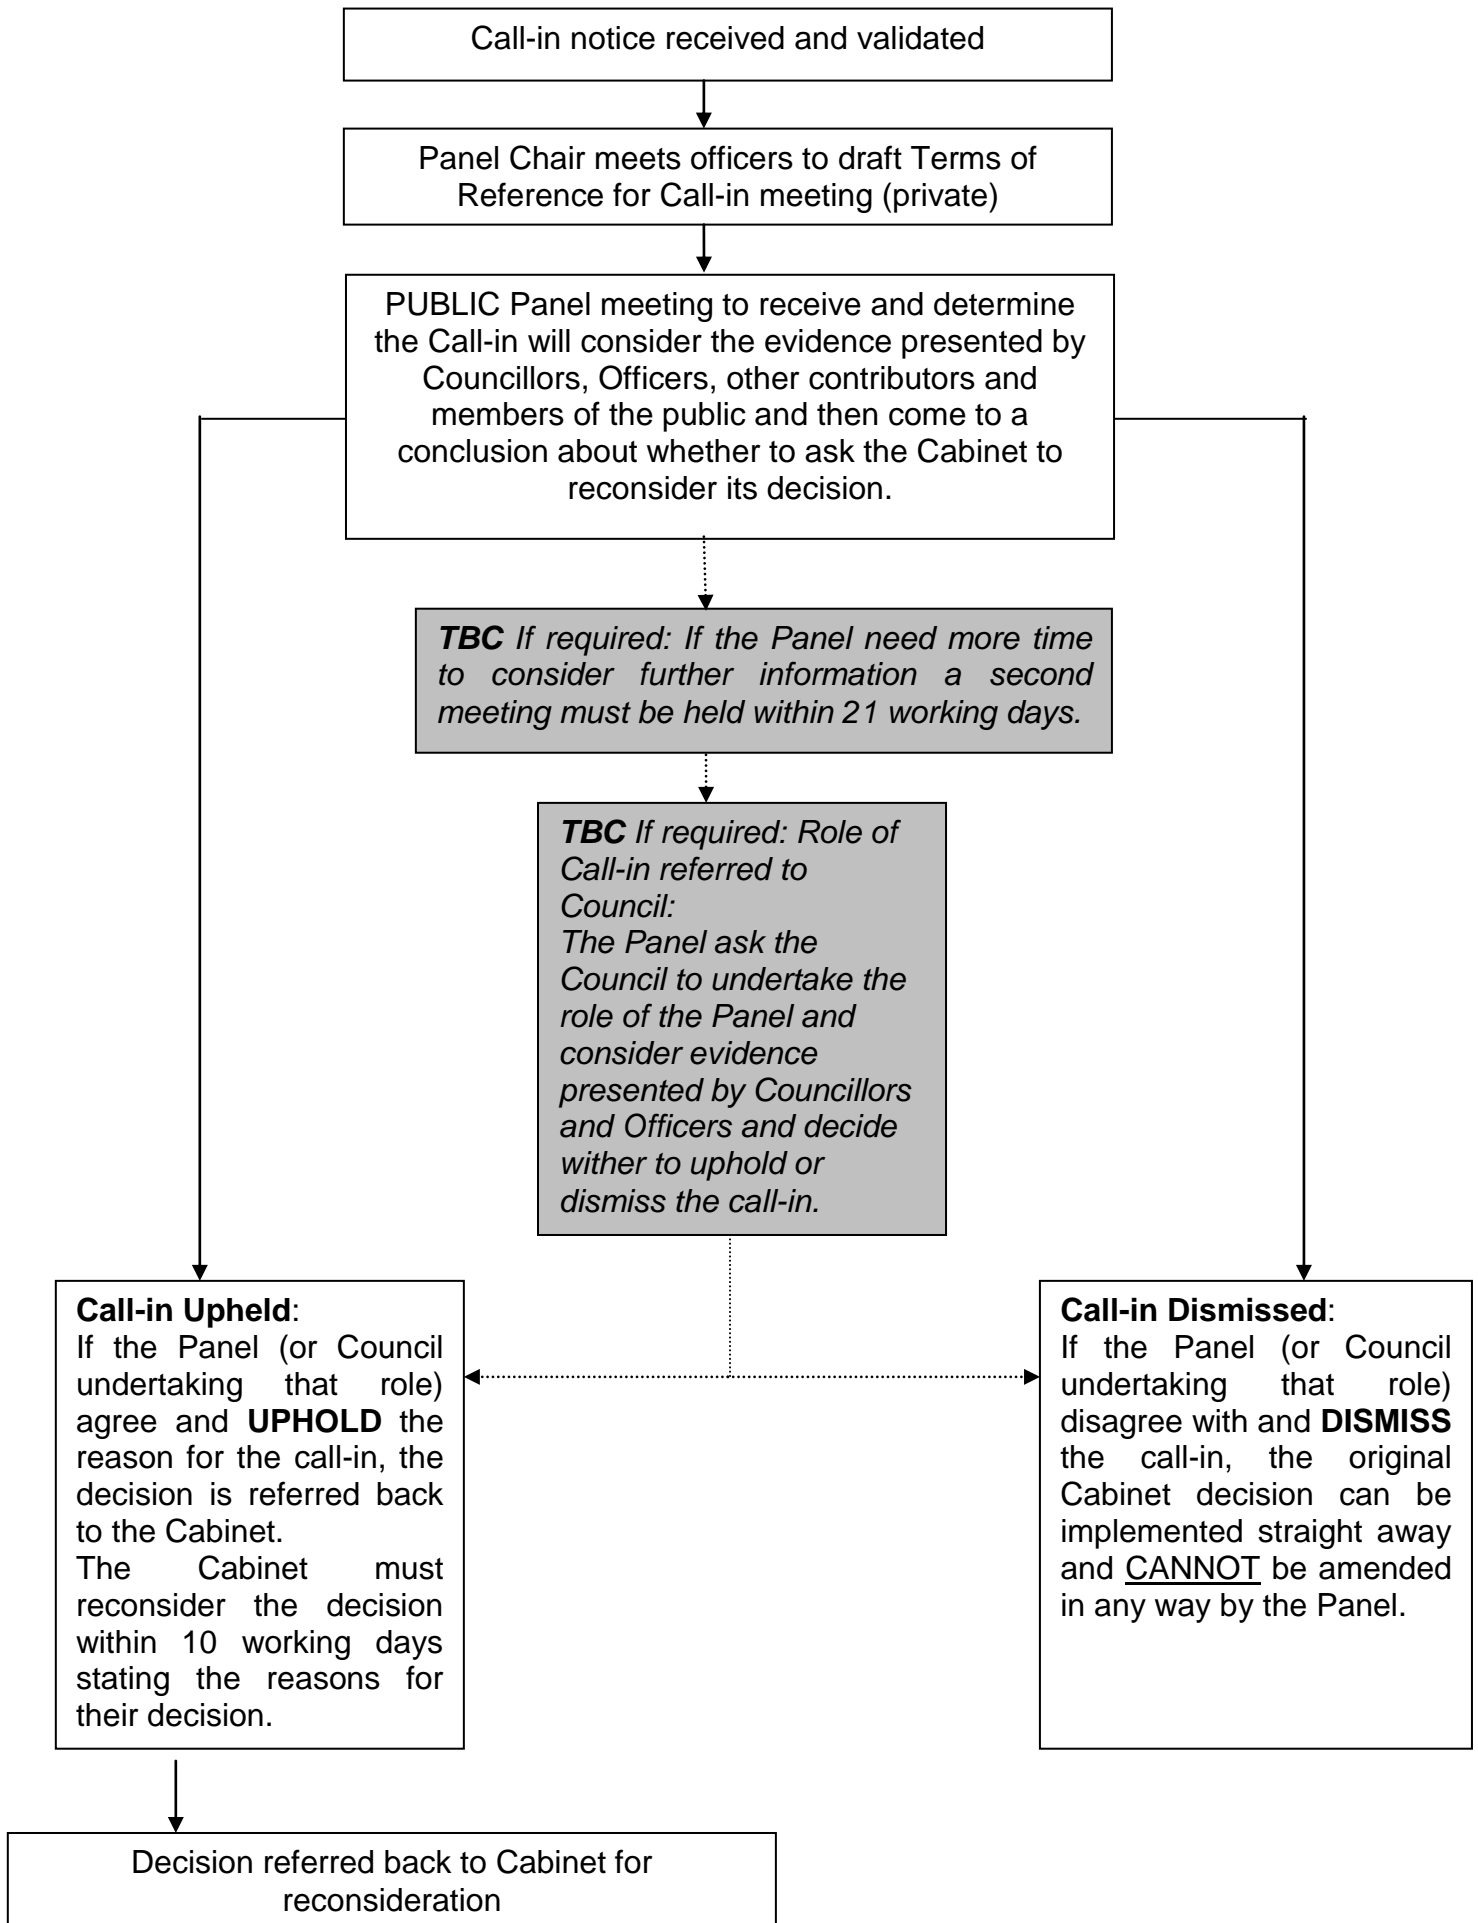 Call-in notice received and validated
Panel Chair meets officers to draft Terms of
Reference for Call-in meeting (private)
PUBLIC Panel meeting to receive and determine
the Call-in will consider the evidence presented by
Councillors, Officers, other contributors and
members of the public and then come to a
conclusion about whether to ask the Cabinet to
reconsider its decision.
TBC If required: If the Panel need more time
to consider further information a second
meeting must be held within 21 working days.
TBC If required: Role of
Call-in referred to
Council:
The Panel ask the
Council to undertake the
role of the Panel and
consider evidence
presented by Councillors
and Officers and decide
wither to uphold or
dismiss the call-in.
Call-in Upheld:
If the Panel (or Council
undertaking that role)
agree and UPHOLD the
reason for the call-in, the
decision is referred back
to the Cabinet.
The Cabinet must
reconsider the decision
within 10 working days
stating the reasons for
their decision.
Call-in Dismissed:
If the Panel (or Council
undertaking that role)
disagree with and DISMISS
the call-in, the original
Cabinet decision can be
implemented straight away
and CANNOT be amended
in any way by the Panel.
Decision referred back to Cabinet for
reconsideration